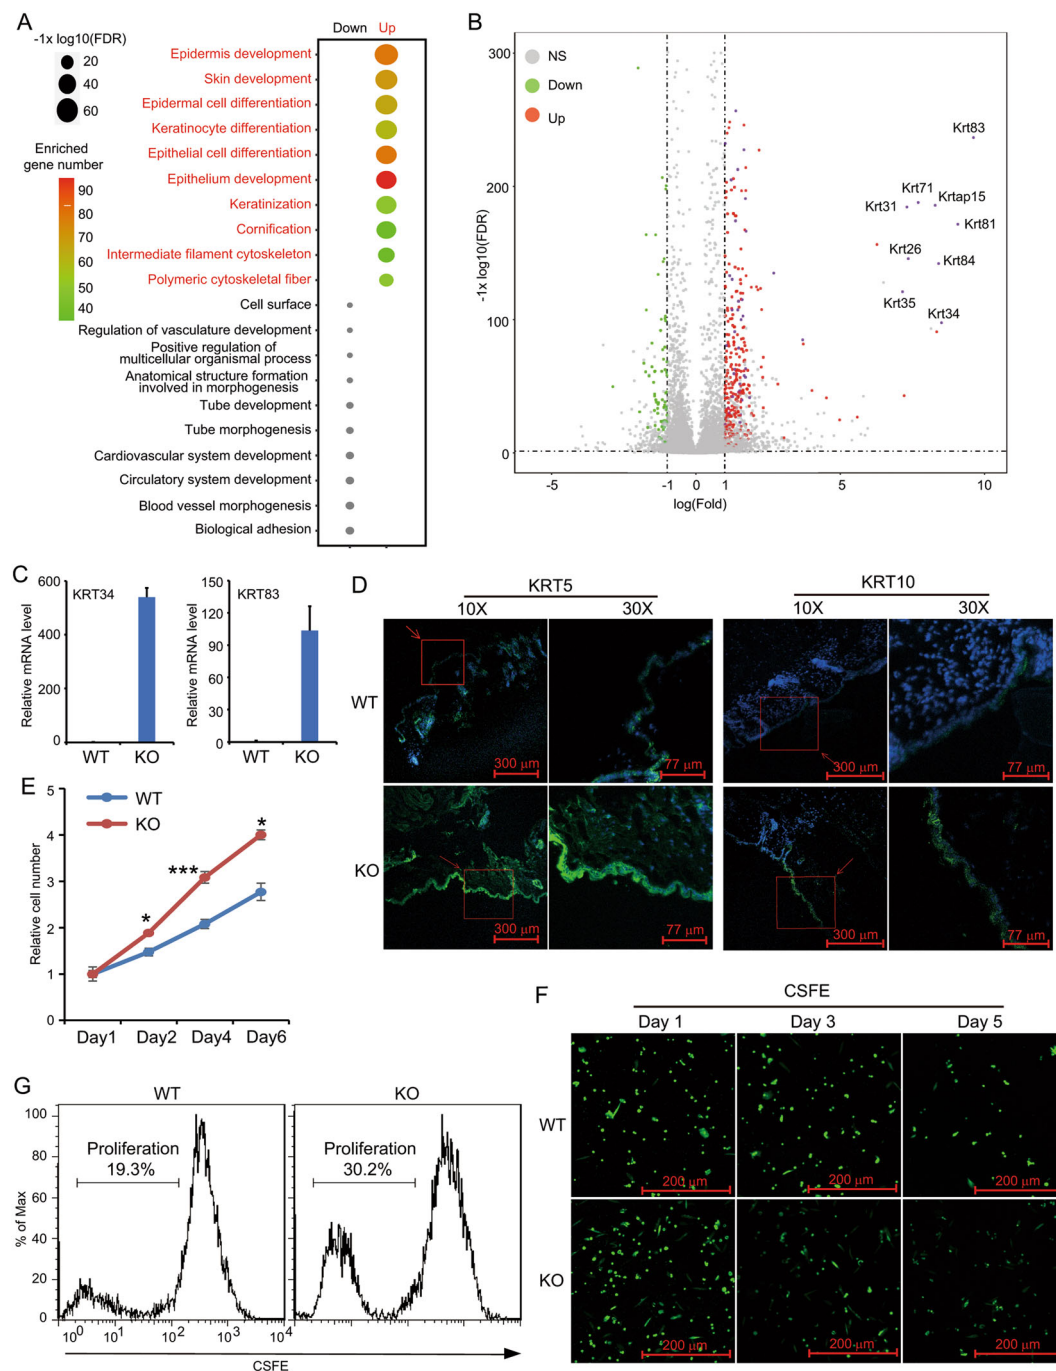 A
Down Up
-1x log10(FDR)
20
40
60
Enriched
gene number
90
80
70
60
50
40
Epidermis development
Skin development
Epidermal cell differentiation
Keratinocyte differentiation
Epithelial cell differentiation
Epithelium development
Keratinization
Cornification
Intermediate filament cytoskeleton
Polymeric cytoskeletal fiber
Cell surface
Regulation of vasculature development
Positive regulation of
multicellular organismal process
Anatomical structure formation
involved in morphogenesis
Tube development
Tube morphogenesis
Cardiovascular system development
Circulatory system development
Blood vessel morphogenesis
Biological adhesion
B
NS
Down
Up
300
200
100
0
-1x log10(FDR)
Krt83
Krt71
Krtap15
Krt31
Krt81
Krt26
Krt84
Krt35
Krt34
-5 -1 0 1 5 10
log(Fold)
C
KRT34
Relative mRNA level
600
400
200
0
WT KO
KRT83
Relative mRNA level
150
120
90
60
30
0
WT KO
D
KRT5 KRT10
10X 30X 10X 30X
WT
300 µm 77 µm 300 µm 77 µm
KO
300 µm 77 µm 300 µm 77 µm
E
WT
KO
Relative cell number
5
4
3
2
1
0
* *** *
Day1 Day2 Day4 Day6
F
CSFE
Day 1 Day 3 Day 5
WT
200 µm 200 µm 200 µm
KO
200 µm 200 µm 200 µm
G
WT KO
% of Max
100
80
60
40
20
0
Proliferation
19.3%
Proliferation
30.2%
10⁰ 10¹ 10² 10³ 10⁴
CSFE